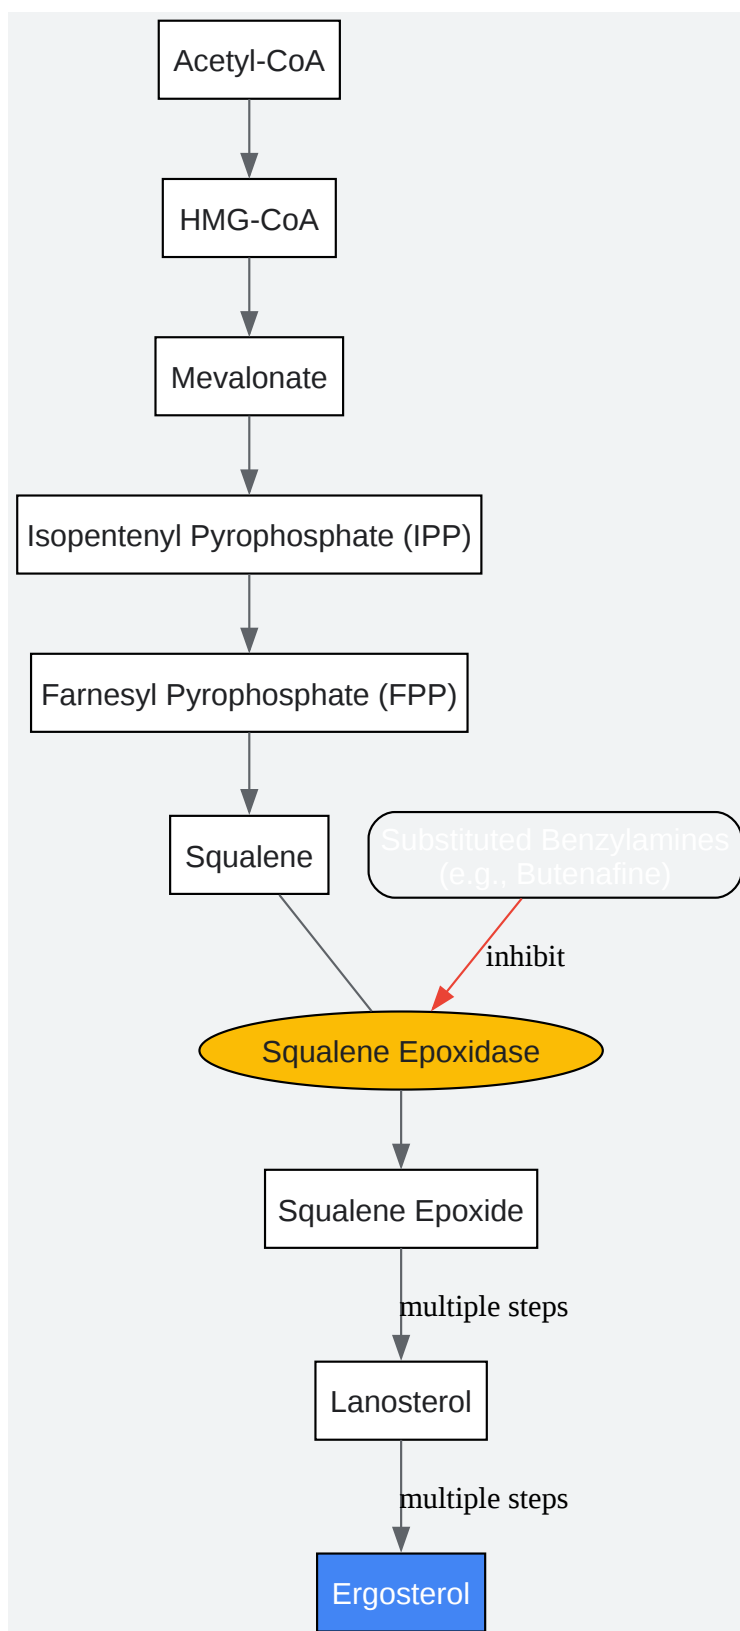 Acetyl-CoA
HMG-CoA
Mevalonate
Isopentenyl Pyrophosphate (IPP)
Farnesyl Pyrophosphate (FPP)
Squalene
Substituted Benzylamines
(e.g., Butenafine)
inhibit
Squalene Epoxidase
Squalene Epoxide
multiple steps
Lanosterol
multiple steps
Ergosterol